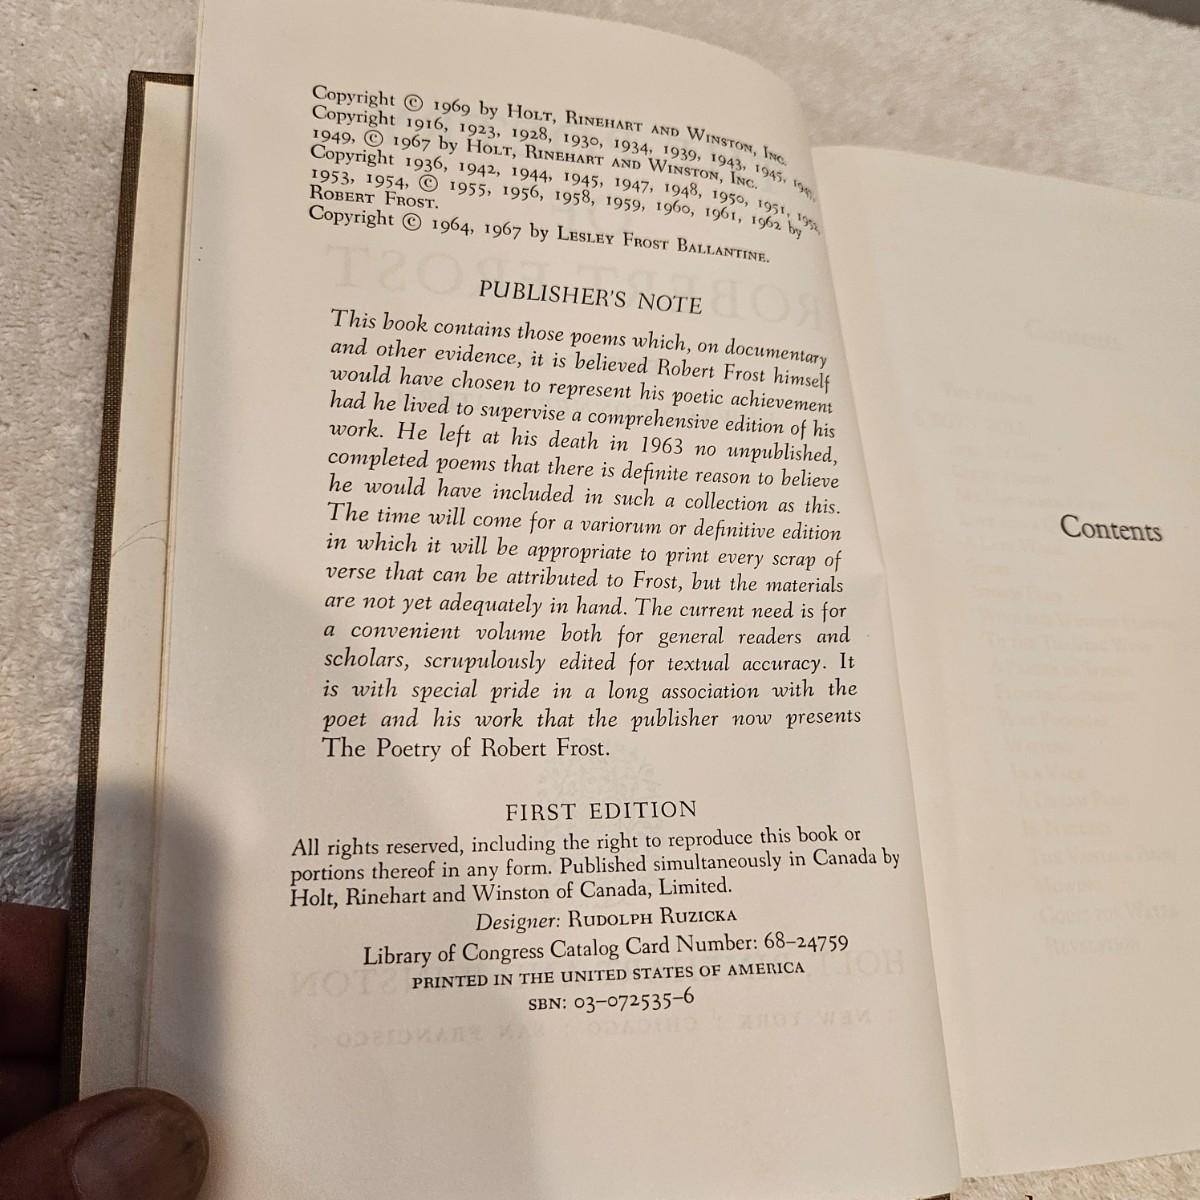 Copyright © 1969 by Holt, Rinehart and Winston, Inc.
Copyright 1916, 1923, 1928, 1930, 1934, 1939, 1943, 1945, 1947,
1949, © 1967 by Holt, Rinehart and Winston, Inc.
Copyright 1936, 1942, 1944, 1945, 1947, 1948, 1950, 1951, 1952,
1953, 1954, © 1955, 1956, 1958, 1959, 1960, 1961, 1962 by
Robert Frost.
Copyright © 1964, 1967 by Lesley Frost Ballantine.
PUBLISHER'S NOTE
This book contains those poems which, on documentary
and other evidence, it is believed Robert Frost himself
would have chosen to represent his poetic achievement
had he lived to supervise a comprehensive edition of his
work. He left at his death in 1963 no unpublished,
completed poems that there is definite reason to believe
he would have included in such a collection as this.
The time will come for a variorum or definitive edition
in which it will be appropriate to print every scrap of
verse that can be attributed to Frost, but the materials
are not yet adequately in hand. The current need is for
a convenient volume both for general readers and
scholars, scrupulously edited for textual accuracy. It
is with special pride in a long association with the
poet and his work that the publisher now presents
The Poetry of Robert Frost.
FIRST EDITION
All rights reserved, including the right to reproduce this book or
portions thereof in any form. Published simultaneously in Canada by
Holt, Rinehart and Winston of Canada, Limited.
Designer: Rudolph Ruzicka
Library of Congress Catalog Card Number: 68-24759
PRINTED IN THE UNITED STATES OF AMERICA
SBN: 03-072535-6
Contents